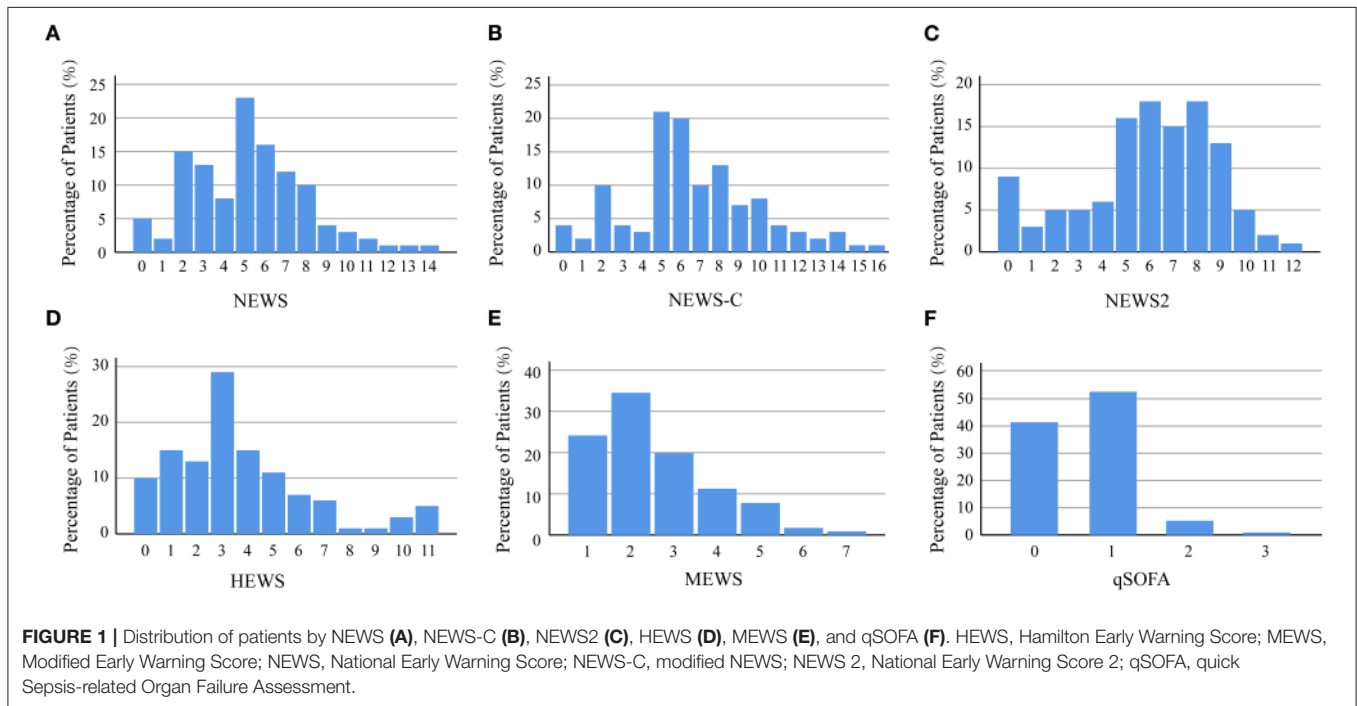 A
Percentage of Patients (%)
25
20
15
10
5
0
0 1 2 3 4 5 6 7 8 9 10 11 12 13 14
NEWS
B
Percentage of Patients (%)
25
20
15
10
5
0
0 1 2 3 4 5 6 7 8 9 10 11 12 13 14 15 16
NEWS-C
C
Percentage of Patients (%)
20
15
10
5
0
0 1 2 3 4 5 6 7 8 9 10 11 12
NEWS2
D
Percentage of Patients (%)
30
20
10
0
0 1 2 3 4 5 6 7 8 9 10 11
HEWS
E
Percentage of Patients (%)
40
30
20
10
0
1 2 3 4 5 6 7
MEWS
F
Percentage of Patients (%)
60
50
40
30
20
10
0
0 1 2 3
qSOFA
FIGURE 1 | Distribution of patients by NEWS (A), NEWS-C (B), NEWS2 (C), HEWS (D), MEWS (E), and qSOFA (F). HEWS, Hamilton Early Warning Score; MEWS,
Modified Early Warning Score; NEWS, National Early Warning Score; NEWS-C, modified NEWS; NEWS 2, National Early Warning Score 2; qSOFA, quick
Sepsis-related Organ Failure Assessment.